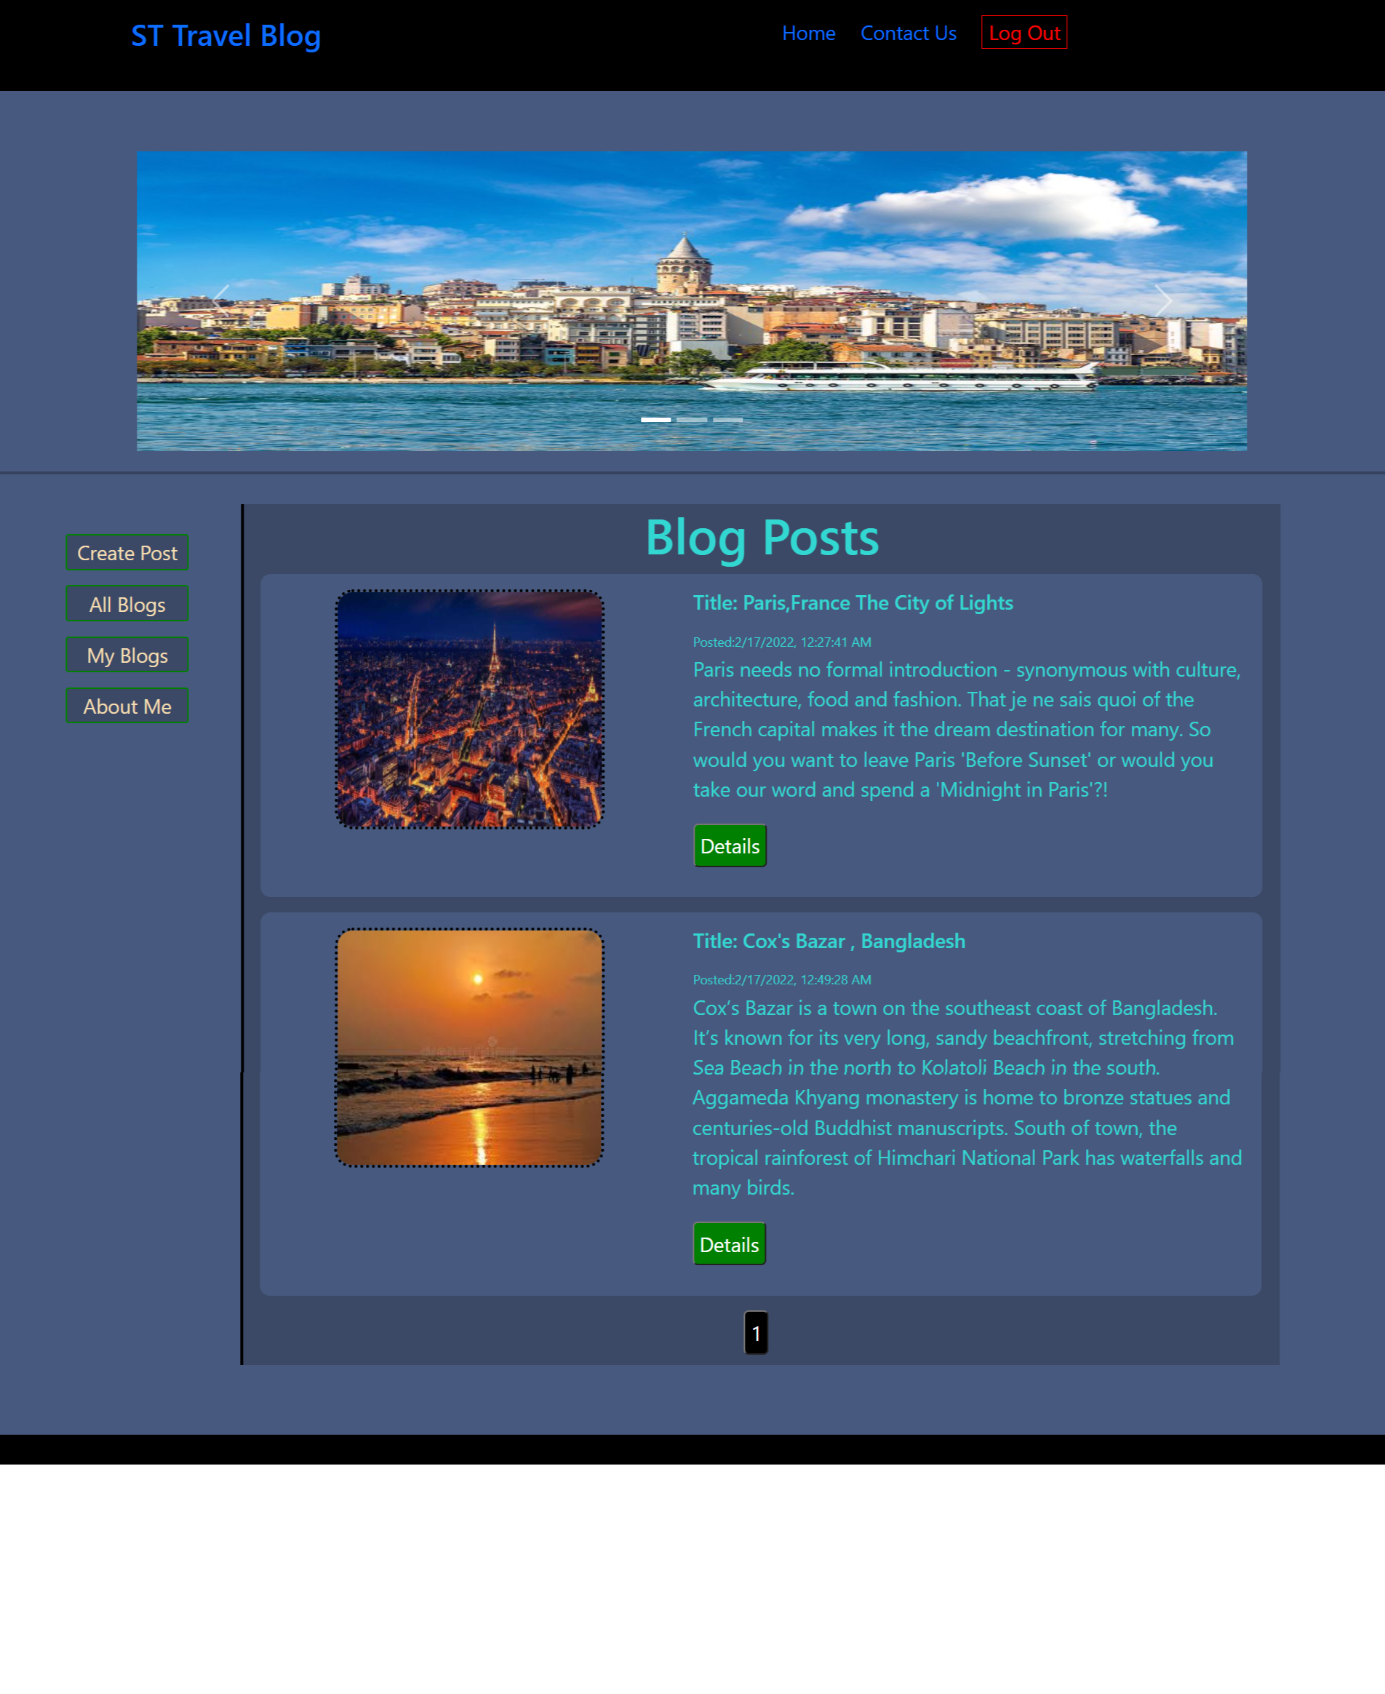 ST Travel Blog
Home Contact Us Log Out
Create Post
All Blogs
My Blogs
About Me
Blog Posts
Title: Paris,France The City of Lights
Posted:2/17/2022, 12:27:41 AM
Paris needs no formal introduction - synonymous with culture,
architecture, food and fashion. That je ne sais quoi of the
French capital makes it the dream destination for many. So
would you want to leave Paris 'Before Sunset' or would you
take our word and spend a 'Midnight in Paris'?!
Details
Title: Cox's Bazar , Bangladesh
Posted:2/17/2022, 12:49:28 AM
Cox’s Bazar is a town on the southeast coast of Bangladesh.
It’s known for its very long, sandy beachfront, stretching from
Sea Beach in the north to Kolatoli Beach in the south.
Aggameda Khyang monastery is home to bronze statues and
centuries-old Buddhist manuscripts. South of town, the
tropical rainforest of Himchari National Park has waterfalls and
many birds.
Details
1